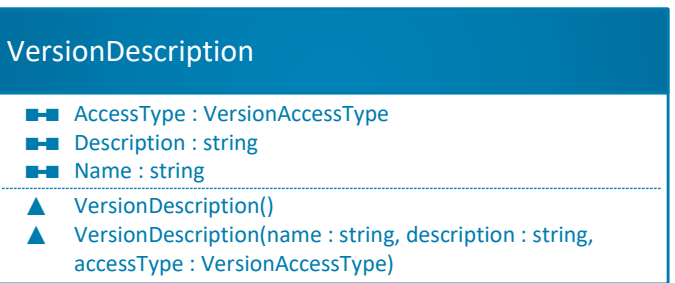 VersionDescription
AccessType : VersionAccessType
Description : string
Name : string
VersionDescription()
VersionDescription(name : string, description : string,
accessType : VersionAccessType)